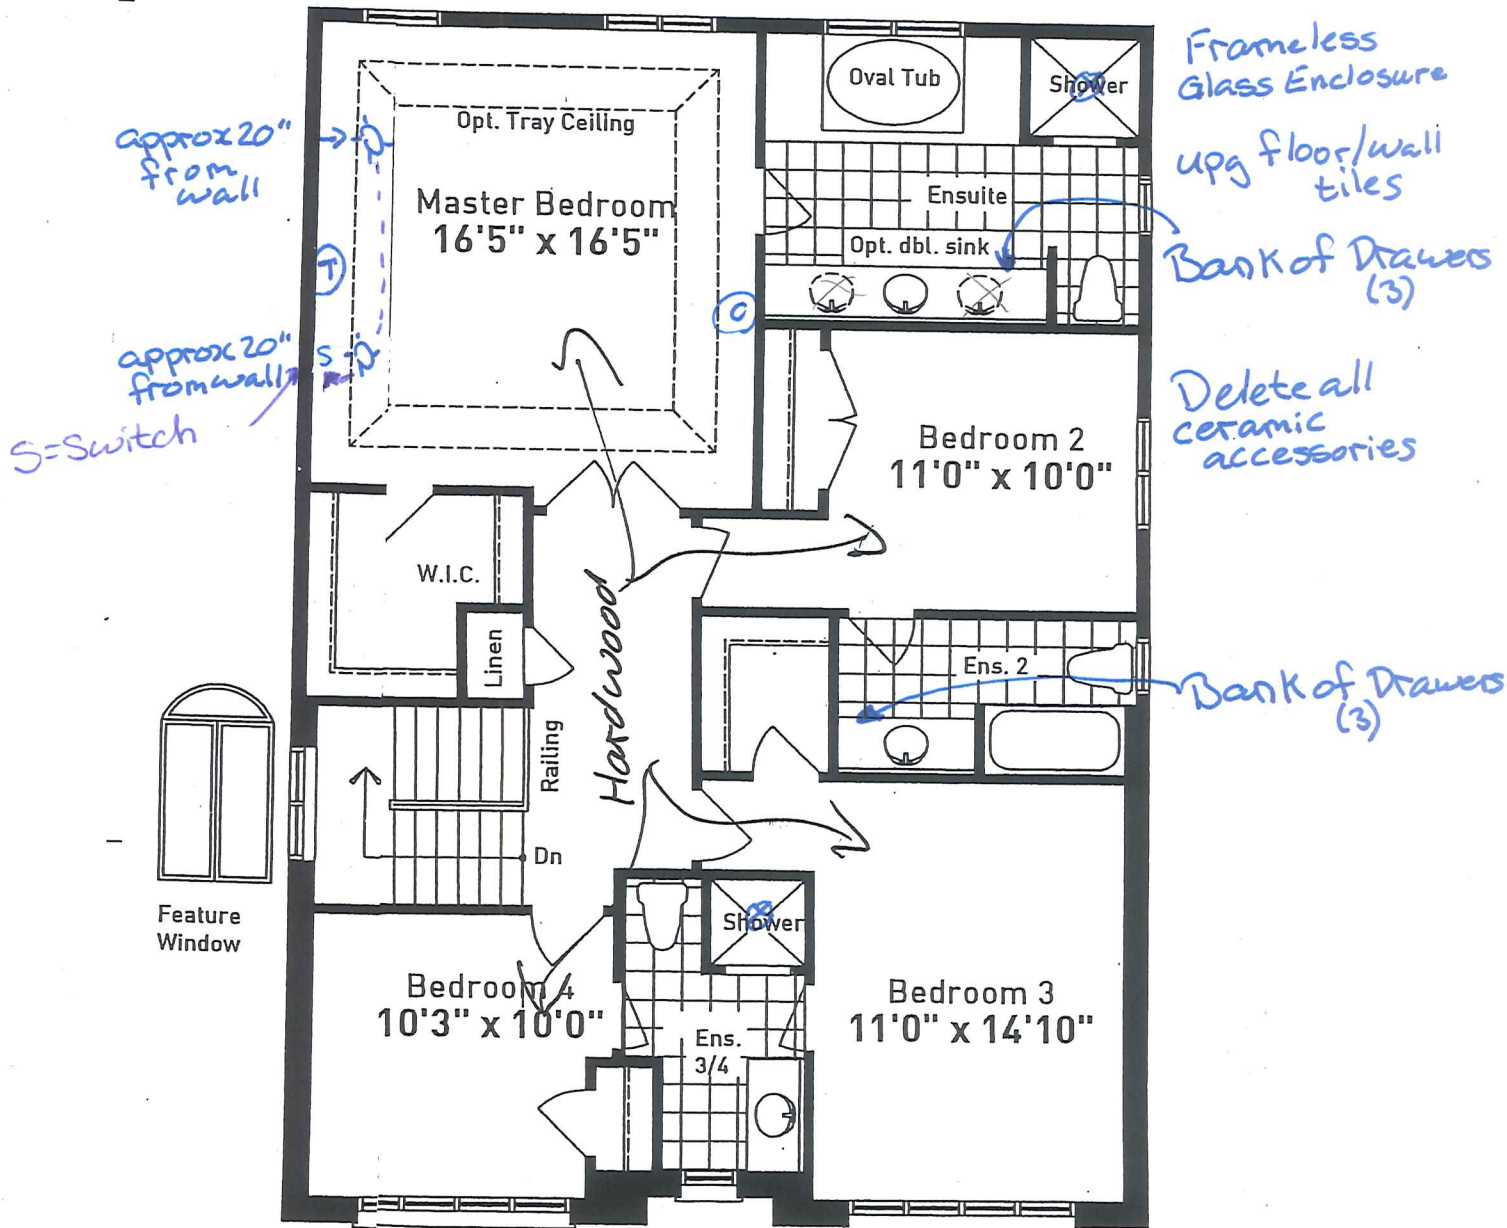 Frameless
Glass Enclosure
Oval Tub
Shower
approx 20"
from
wall
Opt. Tray Ceiling
upg floor/wall
tiles
Master Bedroom
16'5" x 16'5"
Ensuite
Opt. dbl. sink
Bank of Drawers
(3)
T
C
approx 20"
from wall
S
S=Switch
Delete all
ceramic
accessories
Bedroom 2
11'0" x 10'0"
W.I.C.
Linen
Hardwood
Ens. 2
Bank of Drawers
(3)
Railing
Dn
Feature
Window
Shower
Bedroom 4
10'3" x 10'0"
Bedroom 3
11'0" x 14'10"
Ens.
3/4